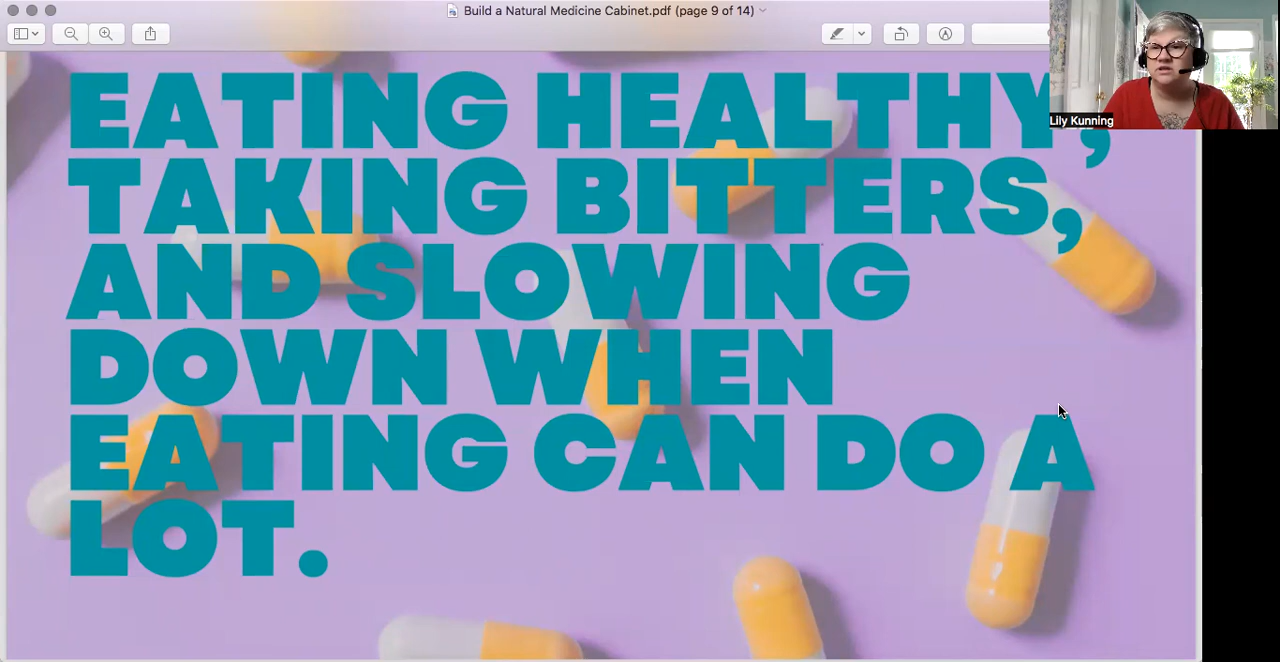 Build a Natural Medicine Cabinet.pdf (page 9 of 14)
EATING HEALTHY,
TAKING BITTERS,
AND SLOWING
DOWN WHEN
EATING CAN DO A
LOT.
Lily Kunning